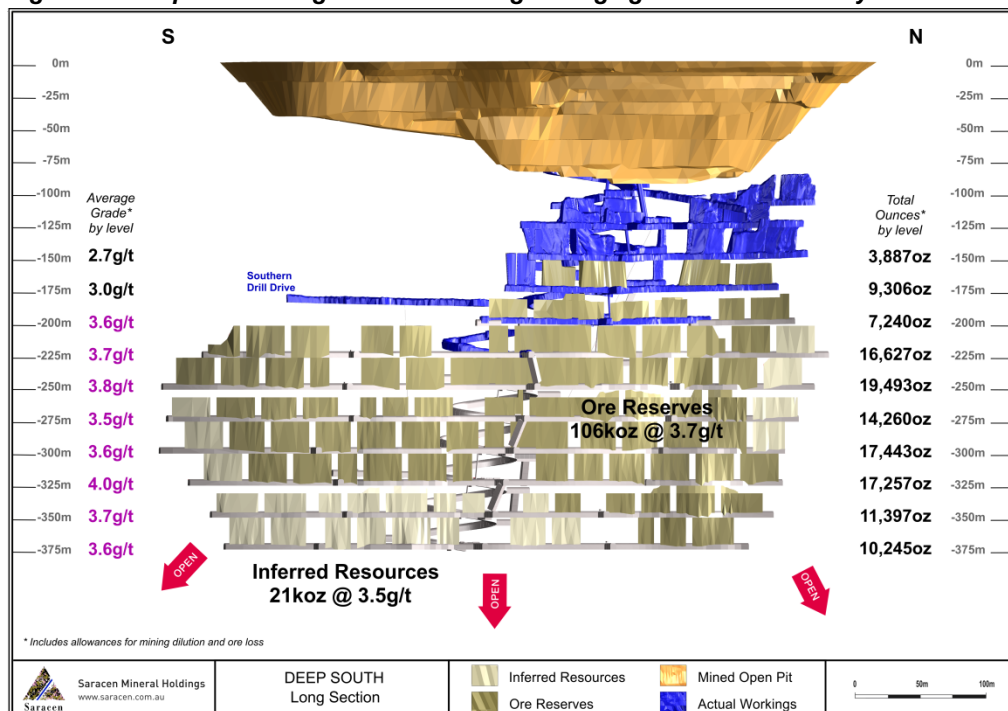 S N
0m 0m
-25m -25m
-50m -50m
-75m -75m
-100m -100m
Average
Grade*
by level
Total
Ounces*
by level
-125m -125m
2.7g/t 3,887oz
-150m -150m
Southern
Drill Drive
-175m 3.0g/t 9,306oz -175m
-200m 3.6g/t 7,240oz -200m
-225m 3.7g/t 16,627oz -225m
-250m 3.8g/t 19,493oz -250m
Ore Reserves
106koz @ 3.7g/t
-275m 3.5g/t 14,260oz -275m
-300m 3.6g/t 17,443oz -300m
-325m 4.0g/t 17,257oz -325m
-350m 3.7g/t 11,397oz -350m
-375m 3.6g/t 10,245oz -375m
OPEN OPEN OPEN
Inferred Resources
21koz @ 3.5g/t
* Includes allowances for mining dilution and ore loss
Saracen
Saracen Mineral Holdings
www.saracen.com.au
DEEP SOUTH
Long Section
Inferred Resources
Ore Reserves
Mined Open Pit
Actual Workings
0 50m 100m